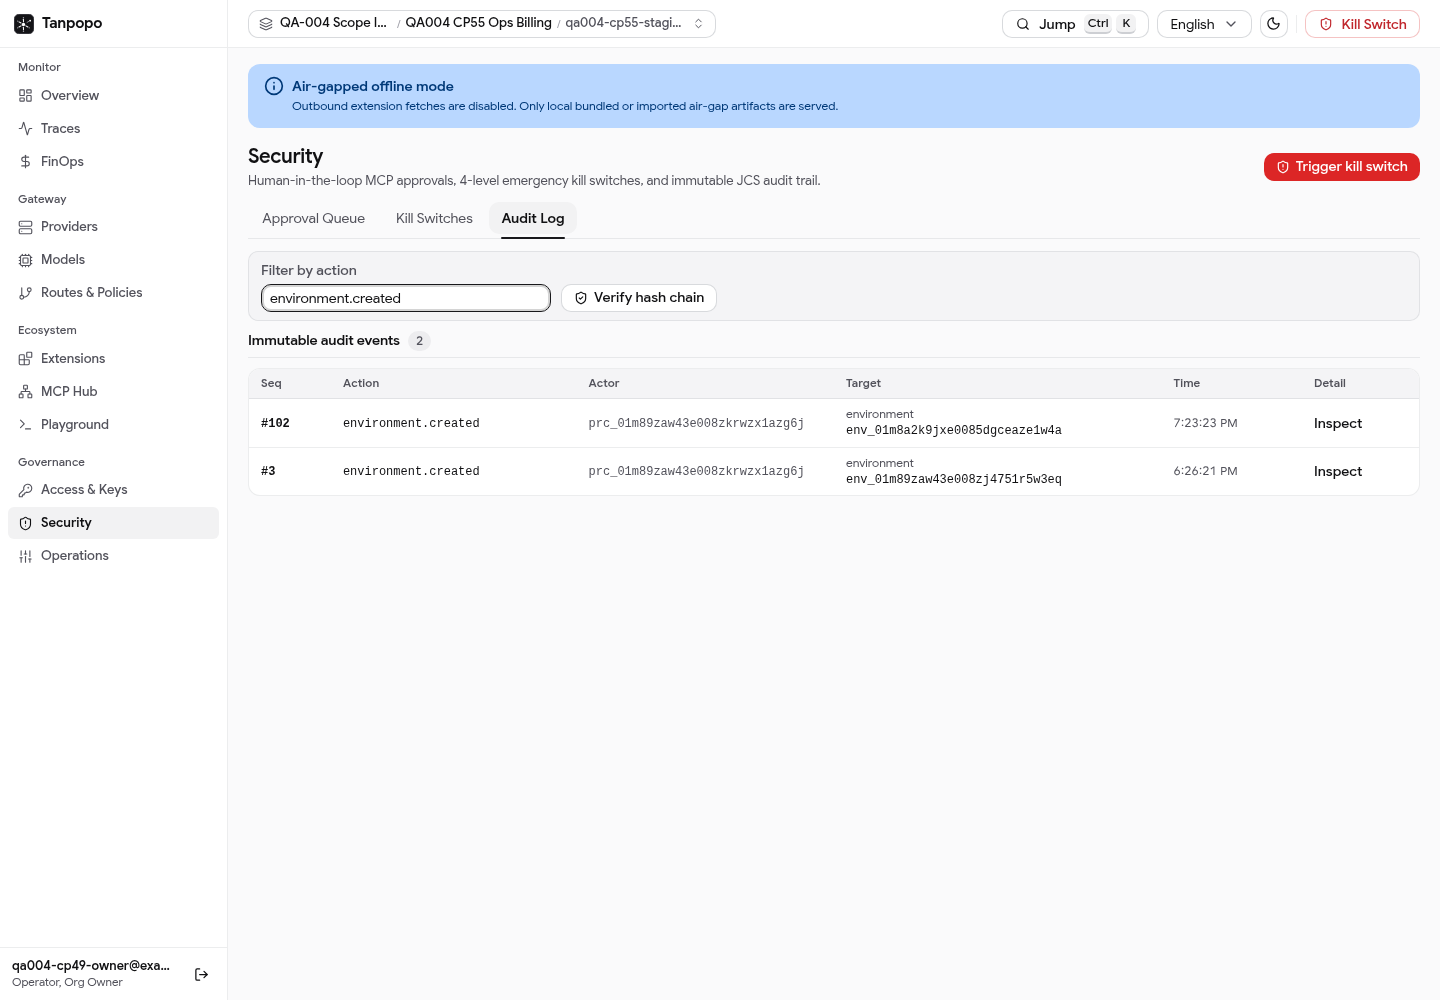 Tanpopo
QA-004 Scope I... / QA004 CP55 Ops Billing / qa004-cp55-stagi...
Jump Ctrl K
English
Kill Switch
Monitor
Overview
Traces
FinOps
Gateway
Providers
Models
Routes & Policies
Ecosystem
Extensions
MCP Hub
Playground
Governance
Access & Keys
Security
Operations
qa004-cp49-owner@exa...
Operator, Org Owner
Air-gapped offline mode
Outbound extension fetches are disabled. Only local bundled or imported air-gap artifacts are served.
Security
Human-in-the-loop MCP approvals, 4-level emergency kill switches, and immutable JCS audit trail.
Trigger kill switch
Approval Queue Kill Switches Audit Log
Filter by action
environment.created
Verify hash chain
Immutable audit events 2
Seq Action Actor Target Time Detail
#102 environment.created prc_01m89zaw43e008zkrwzx1azg6j environment 7:23:23 PM Inspect
env_01m8a2k9jxe0085dgceaze1w4a
#3 environment.created prc_01m89zaw43e008zkrwzx1azg6j environment 6:26:21 PM Inspect
env_01m89zaw43e008zj4751r5w3eq